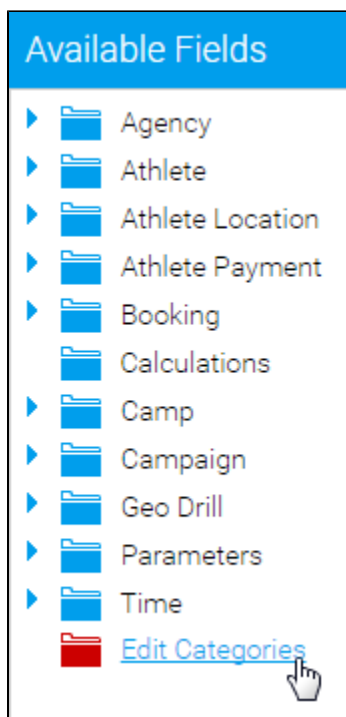 Available Fields
Agency
Athlete
Athlete Location
Athlete Payment
Booking
Calculations
Camp
Campaign
Geo Drill
Parameters
Time
Edit Categories